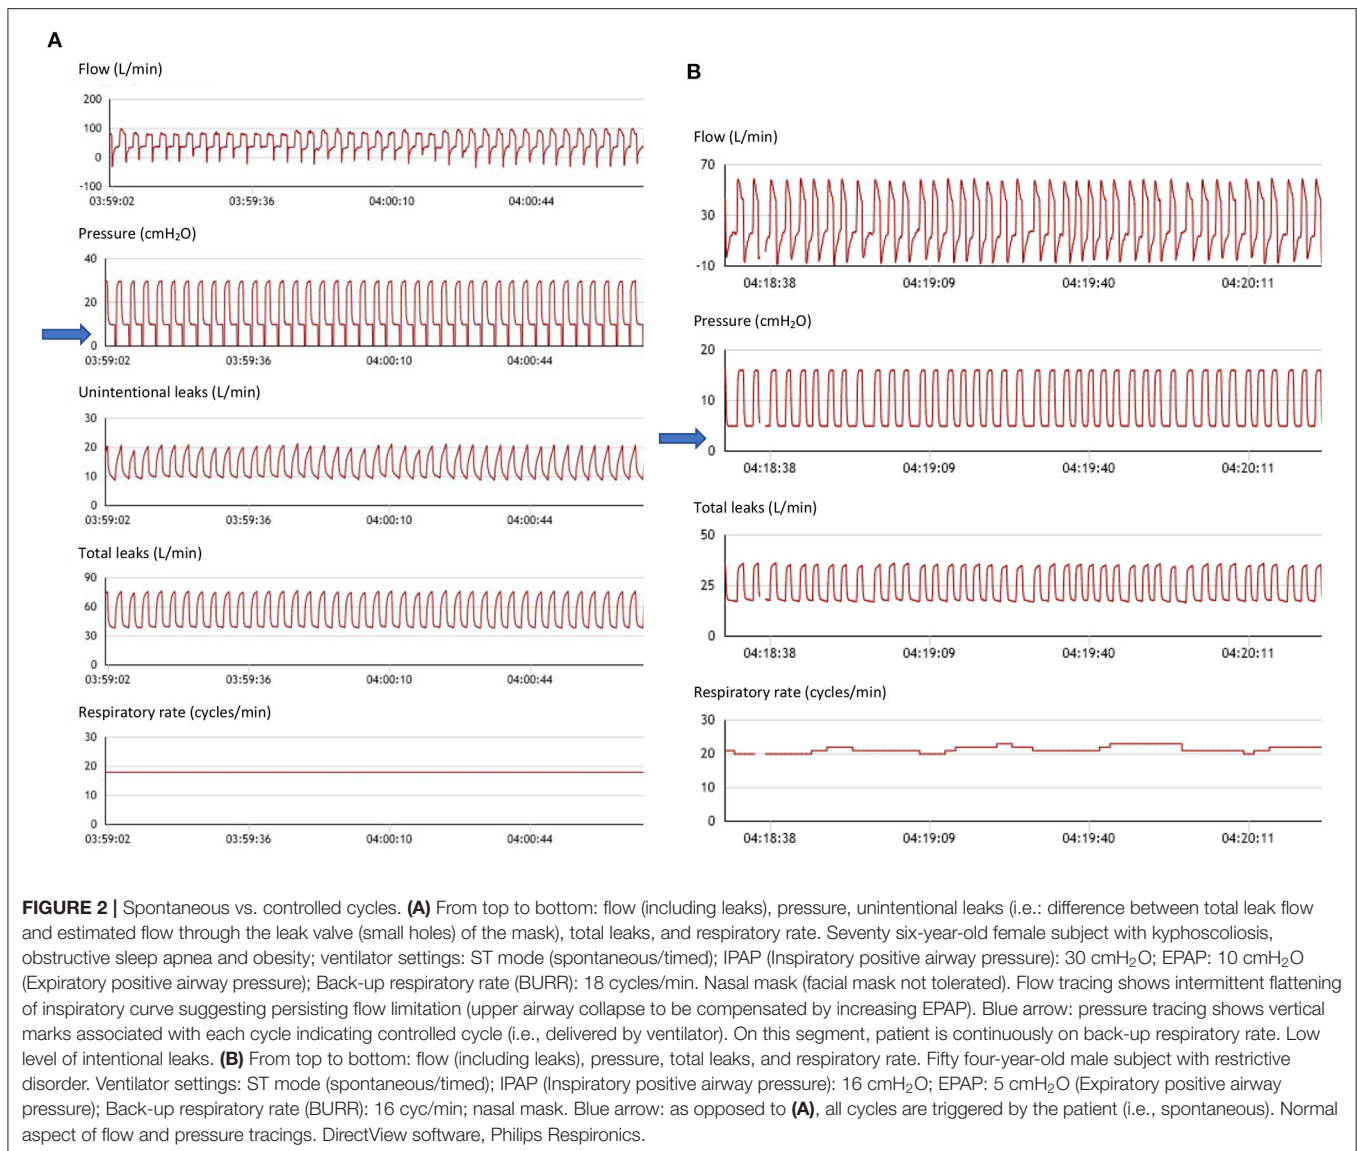 A
Flow (L/min)
200
100
0
-100
03:59:02 03:59:36 04:00:10 04:00:44
Pressure (cmH₂O)
40
20
0
03:59:02 03:59:36 04:00:10 04:00:44
Unintentional leaks (L/min)
30
20
10
0
03:59:02 03:59:36 04:00:10 04:00:44
Total leaks (L/min)
90
60
30
0
03:59:02 03:59:36 04:00:10 04:00:44
Respiratory rate (cycles/min)
30
20
10
0
03:59:02 03:59:36 04:00:10 04:00:44
B
Flow (L/min)
70
30
-10
04:18:38 04:19:09 04:19:40 04:20:11
Pressure (cmH₂O)
20
10
0
04:18:38 04:19:09 04:19:40 04:20:11
Total leaks (L/min)
50
25
0
04:18:38 04:19:09 04:19:40 04:20:11
Respiratory rate (cycles/min)
30
20
10
0
04:18:38 04:19:09 04:19:40 04:20:11
FIGURE 2 | Spontaneous vs. controlled cycles. (A) From top to bottom: flow (including leaks), pressure, unintentional leaks (i.e.: difference between total leak flow
and estimated flow through the leak valve (small holes) of the mask), total leaks, and respiratory rate. Seventy six-year-old female subject with kyphoscoliosis,
obstructive sleep apnea and obesity; ventilator settings: ST mode (spontaneous/timed); IPAP (Inspiratory positive airway pressure): 30 cmH₂O; EPAP: 10 cmH₂O
(Expiratory positive airway pressure); Back-up respiratory rate (BURR): 18 cycles/min. Nasal mask (facial mask not tolerated). Flow tracing shows intermittent flattening
of inspiratory curve suggesting persisting flow limitation (upper airway collapse to be compensated by increasing EPAP). Blue arrow: pressure tracing shows vertical
marks associated with each cycle indicating controlled cycle (i.e., delivered by ventilator). On this segment, patient is continuously on back-up respiratory rate. Low
level of intentional leaks. (B) From top to bottom: flow (including leaks), pressure, total leaks, and respiratory rate. Fifty four-year-old male subject with restrictive
disorder. Ventilator settings: ST mode (spontaneous/timed); IPAP (Inspiratory positive airway pressure): 16 cmH₂O; EPAP: 5 cmH₂O (Expiratory positive airway
pressure); Back-up respiratory rate (BURR): 16 cyc/min; nasal mask. Blue arrow: as opposed to (A), all cycles are triggered by the patient (i.e., spontaneous). Normal
aspect of flow and pressure tracings. DirectView software, Philips Respironics.